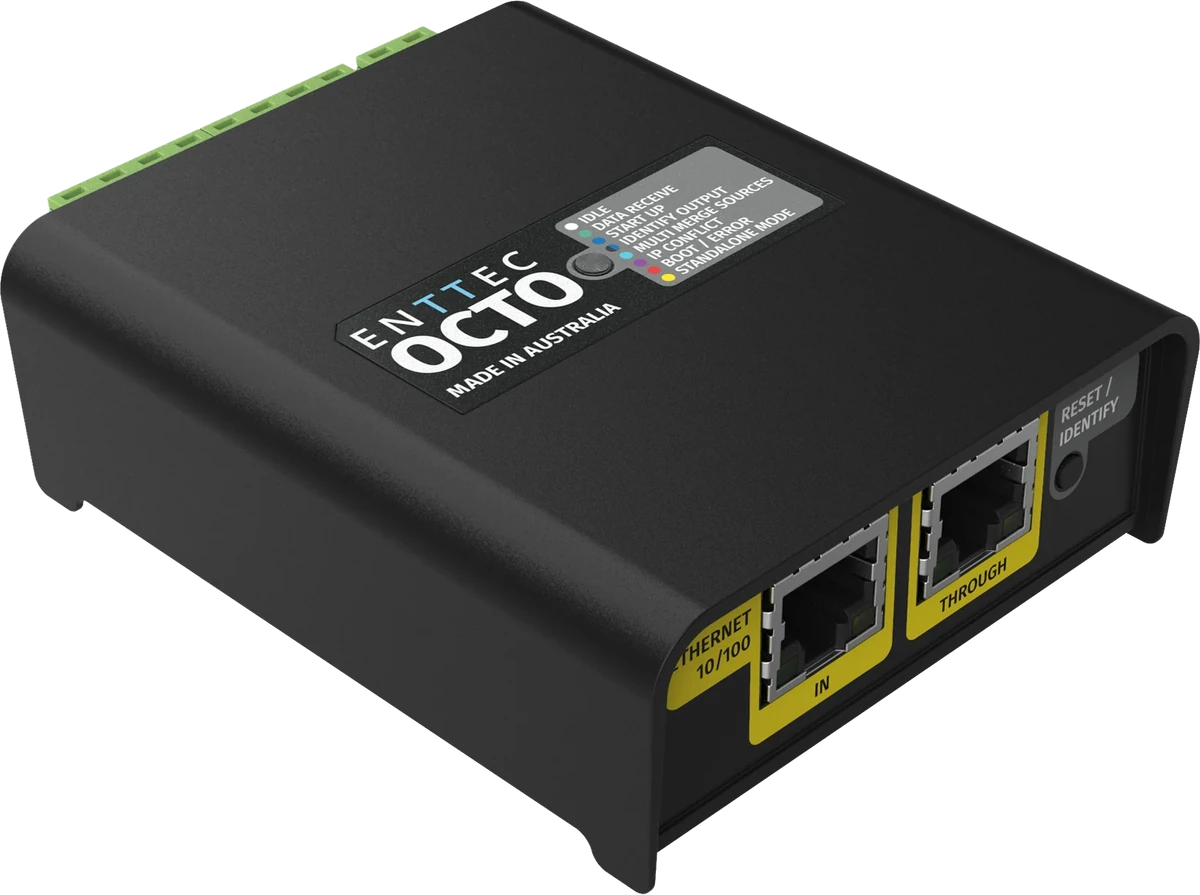 ENTTEC
OCTO
MADE IN AUSTRALIA
IDLE
DATA RECEIVE
START UP
IDENTIFY OUTPUT
MULTI MERGE SOURCES
IP CONFLICT
BOOT / ERROR
STANDALONE MODE
RESET /
IDENTIFY
THROUGH
ETHERNET
10/100
IN